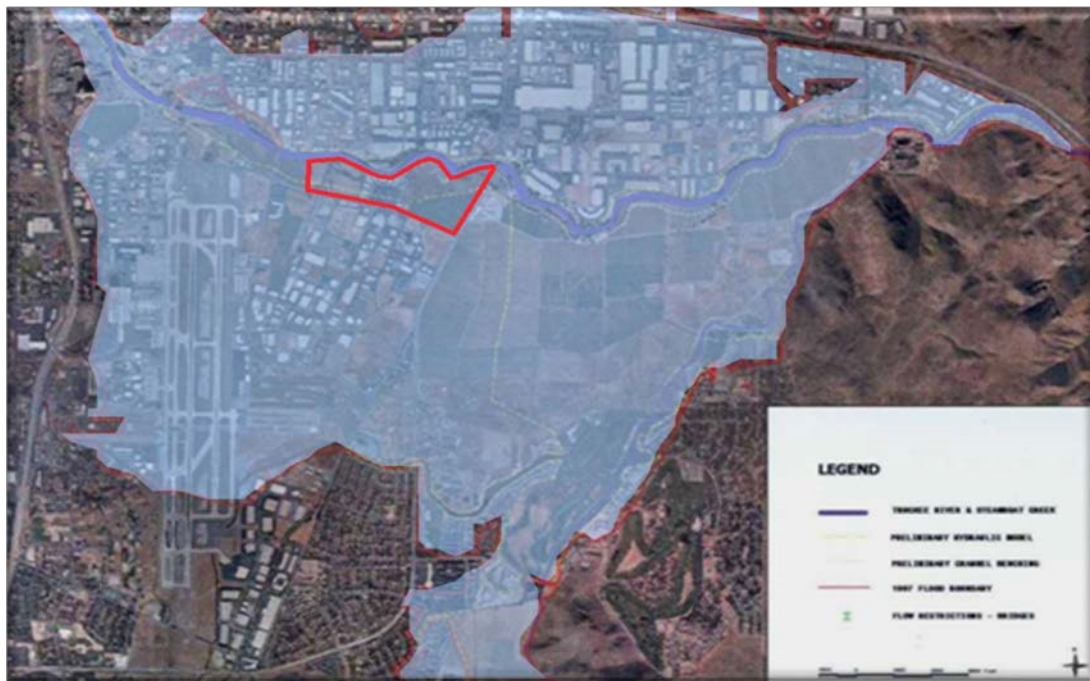 LEGEND
TRUCKEE RIVER & STEAMBOAT CREEK
PRELIMINARY HYDRAULIC MODEL
PRELIMINARY CHANNEL BENCHING
1997 FLOOD BOUNDARY
FLOW RESTRICTIONS - BRIDGES